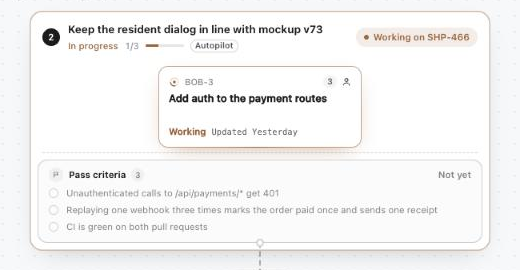 2 Keep the resident dialog in line with mockup v73
In progress 1/3 Autopilot
Working on SHP-466
BOB-3 3
Add auth to the payment routes
Working Updated Yesterday
Pass criteria 3 Not yet
Unauthenticated calls to /api/payments/* get 401
Replaying one webhook three times marks the order paid once and sends one receipt
CI is green on both pull requests